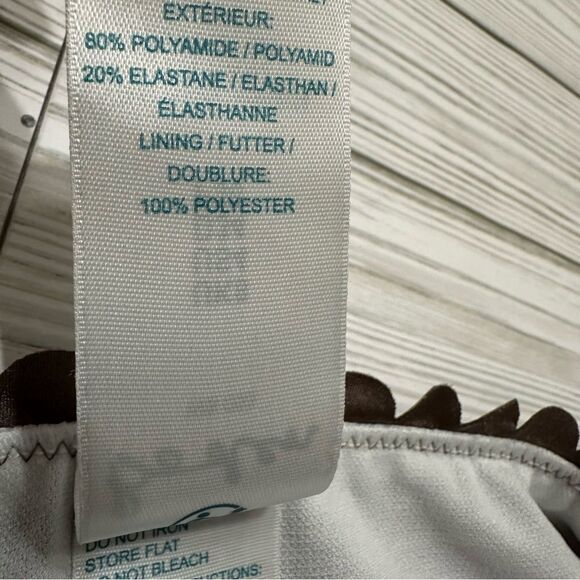 EXTÉRIEUR:
80% POLYAMIDE / POLYAMID
20% ELASTANE / ELASTHAN /
ÉLASTHANNE
LINING / FUTTER /
DOUBLURE:
100% POLYESTER
DO NOT IRON
STORE FLAT
DO NOT BLEACH